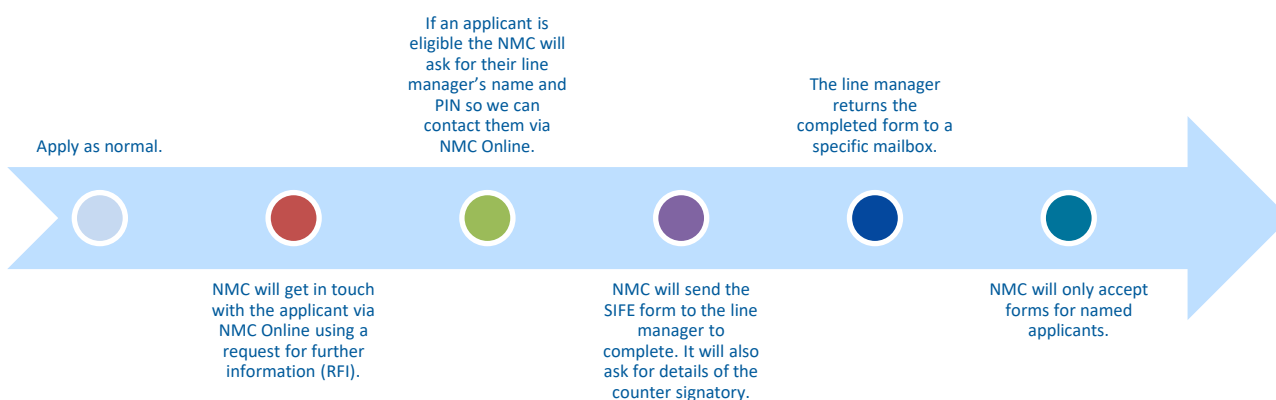 Apply as normal.
NMC will get in touch
with the applicant via
NMC Online using a
request for further
information (RFI).
If an applicant is
eligible the NMC will
ask for their line
manager’s name and
PIN so we can
contact them via
NMC Online.
NMC will send the
SIFE form to the line
manager to
complete. It will also
ask for details of the
counter signatory.
The line manager
returns the
completed form to a
specific mailbox.
NMC will only accept
forms for named
applicants.